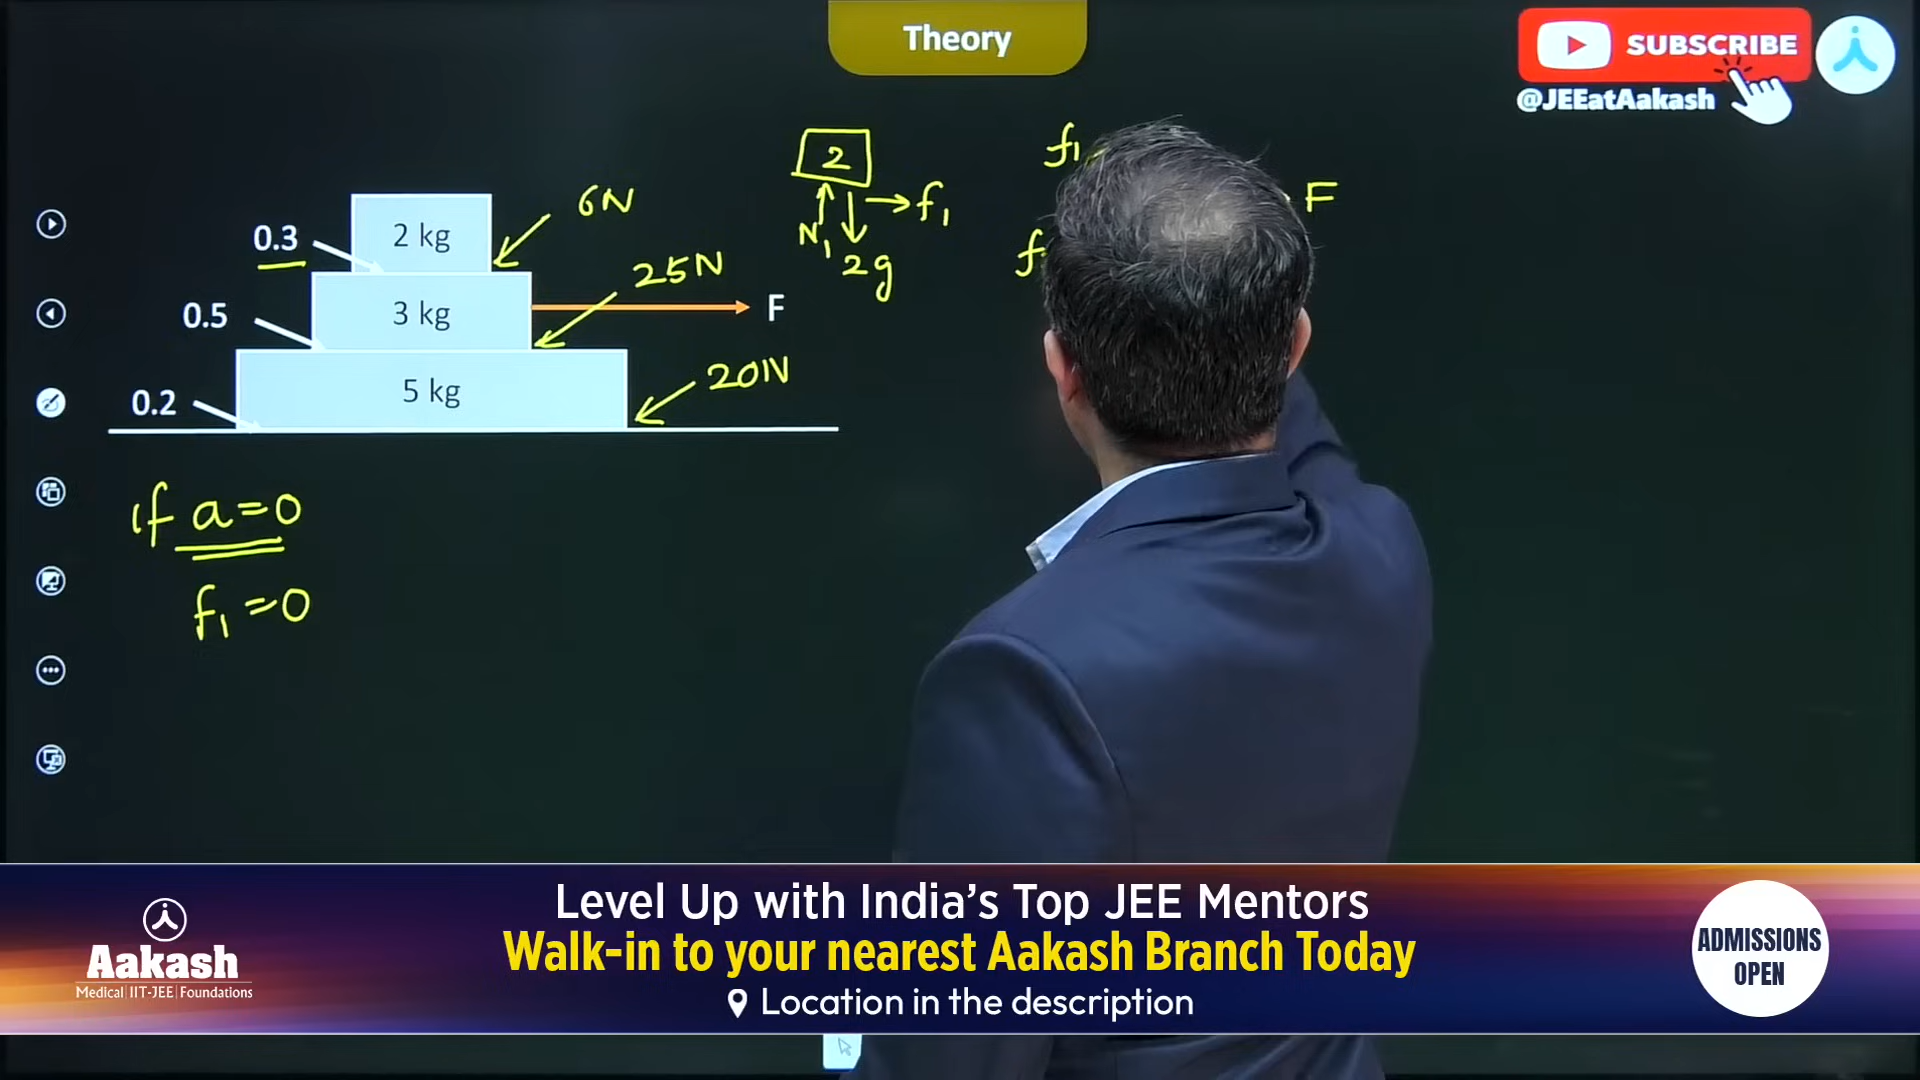 Theory
SUBSCRIBE
@JEEatAakash
2 kg
0.3
6N
3 kg
0.5
25N
F
5 kg
0.2
20N
2
N₁
2g
f₁
f₁
F
if a=0
f₁ =0
Level Up with India's Top JEE Mentors
Walk-in to your nearest Aakash Branch Today
Location in the description
Aakash
Medical|IIT-JEE|Foundations
ADMISSIONS
OPEN